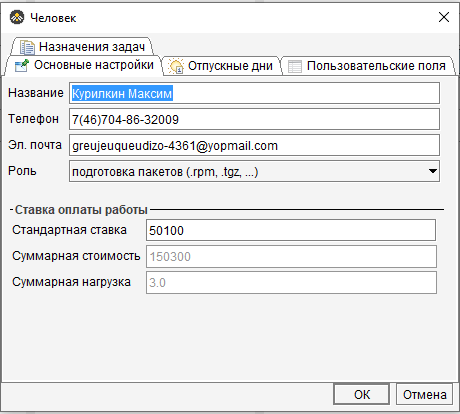 Человек
Назначения задач
Основные настройки
Отпускные дни
Пользовательские поля
Название Курилкин Максим
Телефон 7(46)704-86-32009
Эл. почта greujeuqueudizo-4361@yopmail.com
Роль подготовка пакетов (.rpm, .tgz, ...)
Ставка оплаты работы
Стандартная ставка 50100
Суммарная стоимость 150300
Суммарная нагрузка 3.0
ОК Отмена